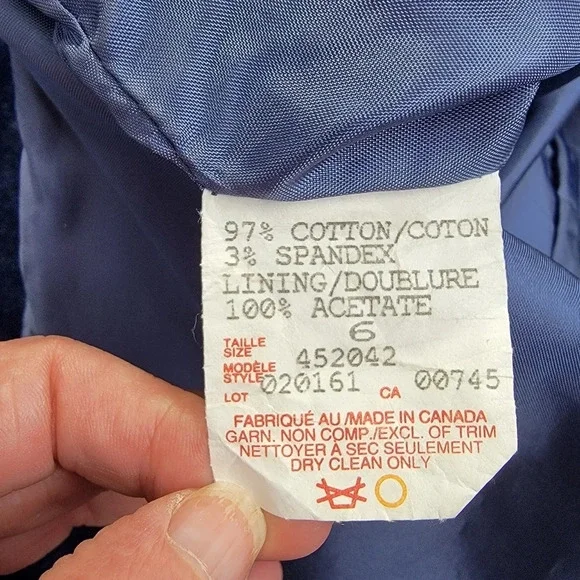 97% COTTON/COTON
3% SPANDEX
LINING/DOUBLURE
100% ACETATE
6
TAILLE
SIZE
452042
MODÈLE
STYLE
020161
LOT
CA 00745
FABRIQUÉ AU/MADE IN CANADA
GARN. NON COMP./EXCL. OF TRIM
NETTOYER À SEC SEULEMENT
DRY CLEAN ONLY